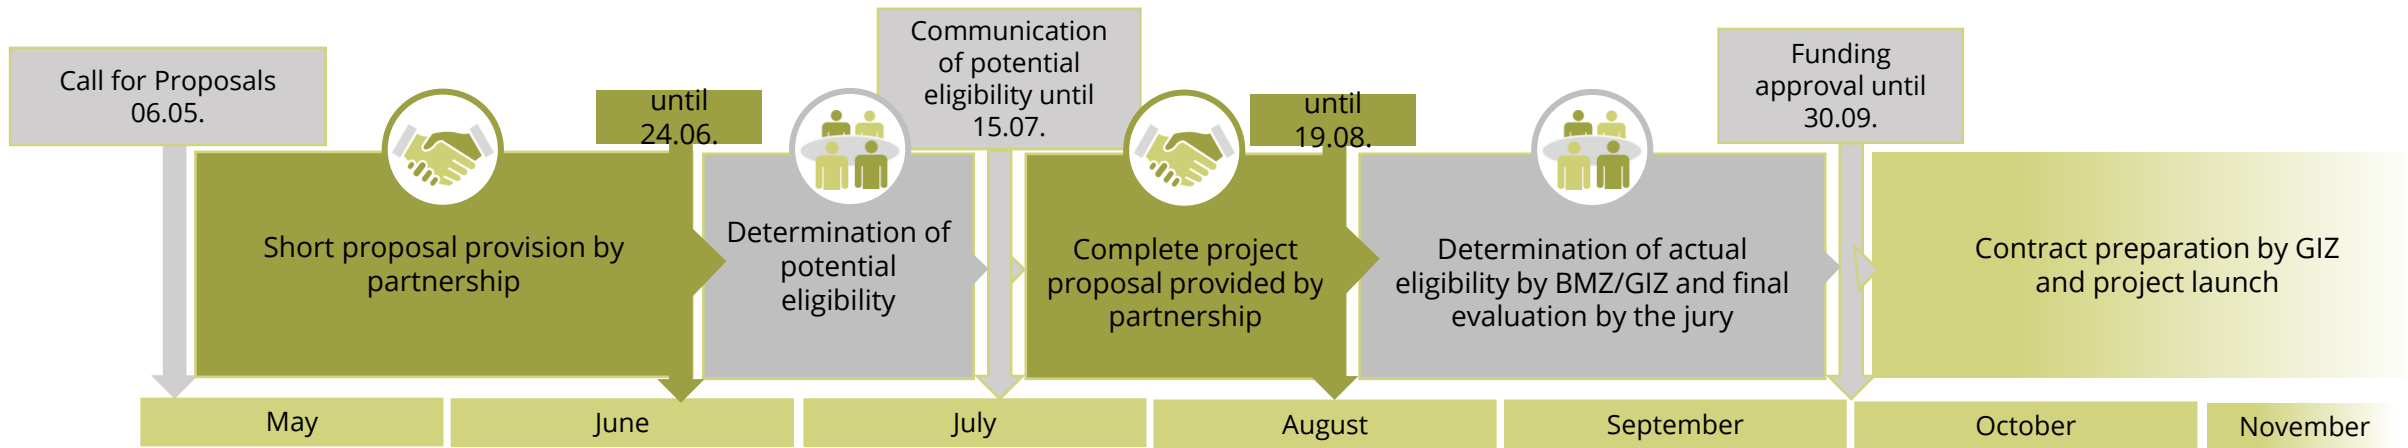 Call for Proposals
06.05.
until
24.06.
Communication
of potential
eligibility until
15.07.
until
19.08.
Funding
approval until
30.09.
Short proposal provision by
partnership
Determination of
potential
eligibility
Complete project
proposal provided by
partnership
Determination of actual
eligibility by BMZ/GIZ and final
evaluation by the jury
Contract preparation by GIZ
and project launch
May
June
July
August
September
October
November